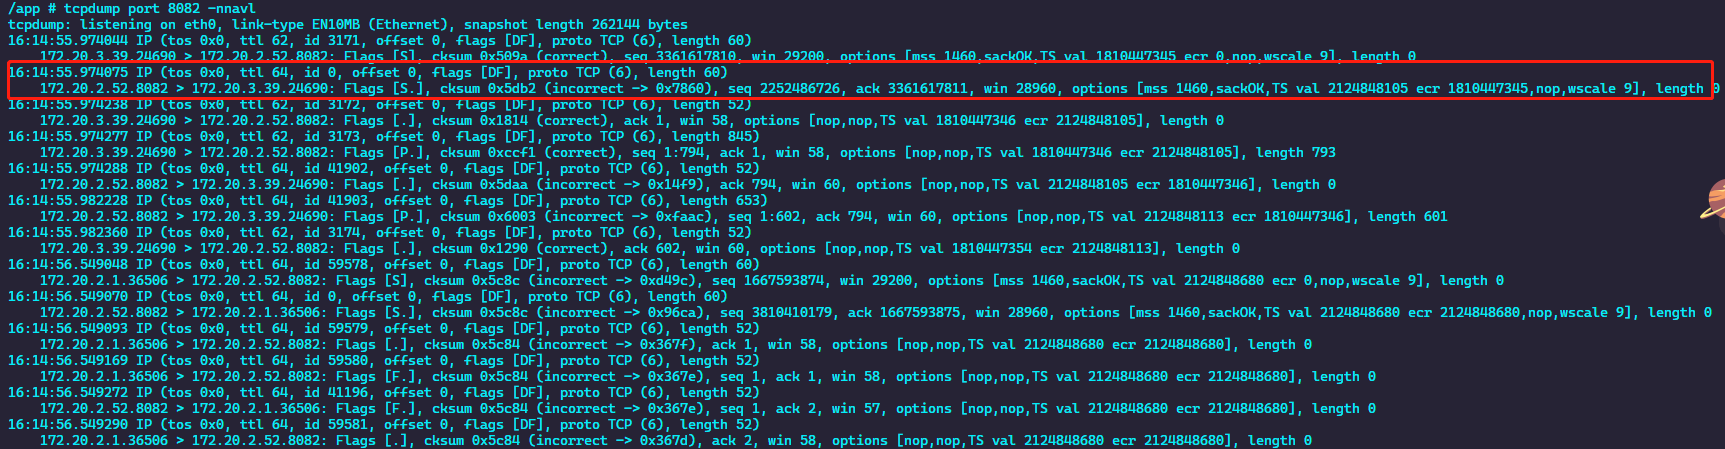 /app # tcpdump port 8082 -nnavl
tcpdump: listening on eth0, link-type EN10MB (Ethernet), snapshot length 262144 bytes
16:14:55.974044 IP (tos 0x0, ttl 62, id 3171, offset 0, flags [DF], proto TCP (6), length 60)
172.20.3.39.24690 > 172.20.2.52.8082: Flags [S], cksum 0x509a (correct), seq 3361617810, win 29200, options [mss 1460,sackOK,TS val 1810447345 ecr 0,nop,wscale 9], length 0
16:14:55.974075 IP (tos 0x0, ttl 64, id 0, offset 0, flags [DF], proto TCP (6), length 60)
172.20.2.52.8082 > 172.20.3.39.24690: Flags [S.], cksum 0x5db2 (incorrect -> 0x7860), seq 2252486726, ack 3361617811, win 28960, options [mss 1460,sackOK,TS val 2124848105 ecr 1810447345,nop,wscale 9], length 0
16:14:55.974238 IP (tos 0x0, ttl 62, id 3172, offset 0, flags [DF], proto TCP (6), length 52)
172.20.3.39.24690 > 172.20.2.52.8082: Flags [.], cksum 0x1814 (correct), ack 1, win 58, options [nop,nop,TS val 1810447346 ecr 2124848105], length 0
16:14:55.974277 IP (tos 0x0, ttl 62, id 3173, offset 0, flags [DF], proto TCP (6), length 845)
172.20.3.39.24690 > 172.20.2.52.8082: Flags [P.], cksum 0xccf1 (correct), seq 1:794, ack 1, win 58, options [nop,nop,TS val 1810447346 ecr 2124848105], length 793
16:14:55.974288 IP (tos 0x0, ttl 64, id 41902, offset 0, flags [DF], proto TCP (6), length 52)
172.20.2.52.8082 > 172.20.3.39.24690: Flags [.], cksum 0x5daa (incorrect -> 0x14f9), ack 794, win 60, options [nop,nop,TS val 2124848105 ecr 1810447346], length 0
16:14:55.982228 IP (tos 0x0, ttl 64, id 41903, offset 0, flags [DF], proto TCP (6), length 653)
172.20.2.52.8082 > 172.20.3.39.24690: Flags [P.], cksum 0x6003 (incorrect -> 0xfaac), seq 1:602, ack 794, win 60, options [nop,nop,TS val 2124848113 ecr 1810447346], length 601
16:14:55.982360 IP (tos 0x0, ttl 62, id 3174, offset 0, flags [DF], proto TCP (6), length 52)
172.20.3.39.24690 > 172.20.2.52.8082: Flags [.], cksum 0x1290 (correct), ack 602, win 60, options [nop,nop,TS val 1810447354 ecr 2124848113], length 0
16:14:56.549048 IP (tos 0x0, ttl 64, id 59578, offset 0, flags [DF], proto TCP (6), length 60)
172.20.2.1.36506 > 172.20.2.52.8082: Flags [S], cksum 0x5c8c (incorrect -> 0xd49c), seq 1667593874, win 29200, options [mss 1460,sackOK,TS val 2124848680 ecr 0,nop,wscale 9], length 0
16:14:56.549070 IP (tos 0x0, ttl 64, id 0, offset 0, flags [DF], proto TCP (6), length 60)
172.20.2.52.8082 > 172.20.2.1.36506: Flags [S.], cksum 0x5c8c (incorrect -> 0x96ca), seq 3810410179, ack 1667593875, win 28960, options [mss 1460,sackOK,TS val 2124848680 ecr 2124848680,nop,wscale 9], length 0
16:14:56.549093 IP (tos 0x0, ttl 64, id 59579, offset 0, flags [DF], proto TCP (6), length 52)
172.20.2.1.36506 > 172.20.2.52.8082: Flags [.], cksum 0x5c84 (incorrect -> 0x367f), ack 1, win 58, options [nop,nop,TS val 2124848680 ecr 2124848680], length 0
16:14:56.549169 IP (tos 0x0, ttl 64, id 59580, offset 0, flags [DF], proto TCP (6), length 52)
172.20.2.1.36506 > 172.20.2.52.8082: Flags [F.], cksum 0x5c84 (incorrect -> 0x367e), seq 1, ack 1, win 58, options [nop,nop,TS val 2124848680 ecr 2124848680], length 0
16:14:56.549272 IP (tos 0x0, ttl 64, id 41196, offset 0, flags [DF], proto TCP (6), length 52)
172.20.2.52.8082 > 172.20.2.1.36506: Flags [F.], cksum 0x5c84 (incorrect -> 0x367e), seq 1, ack 2, win 57, options [nop,nop,TS val 2124848680 ecr 2124848680], length 0
16:14:56.549290 IP (tos 0x0, ttl 64, id 59581, offset 0, flags [DF], proto TCP (6), length 52)
172.20.2.1.36506 > 172.20.2.52.8082: Flags [.], cksum 0x5c84 (incorrect -> 0x367d), ack 2, win 58, options [nop,nop,TS val 2124848680 ecr 2124848680], length 0